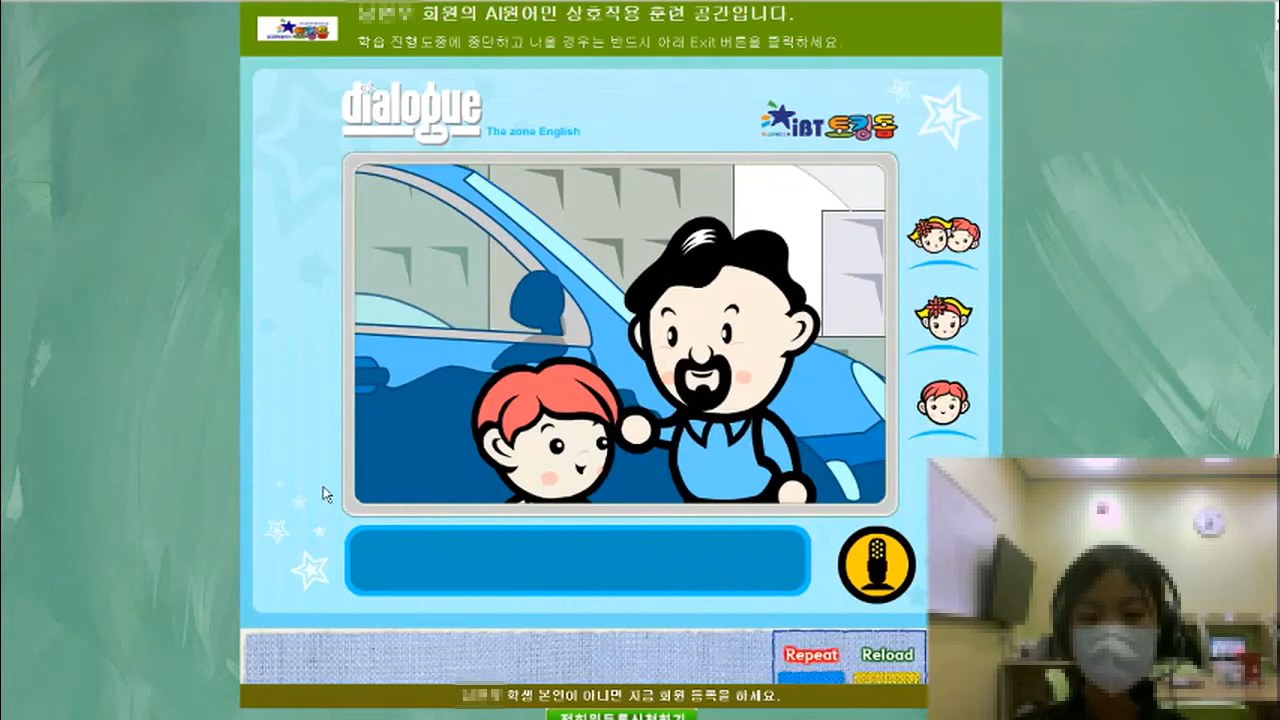 회원의 AI원어민 상호작용 훈련 공간입니다.
학습 진행도중에 중단하고 나올 경우는 반드시 아래 Exit 버튼을 클릭하세요.
dialogue
The zone English
iBT 토킹홈
Repeat
Reload
학생 본인이 아니면 지금 회원 등록을 하세요.